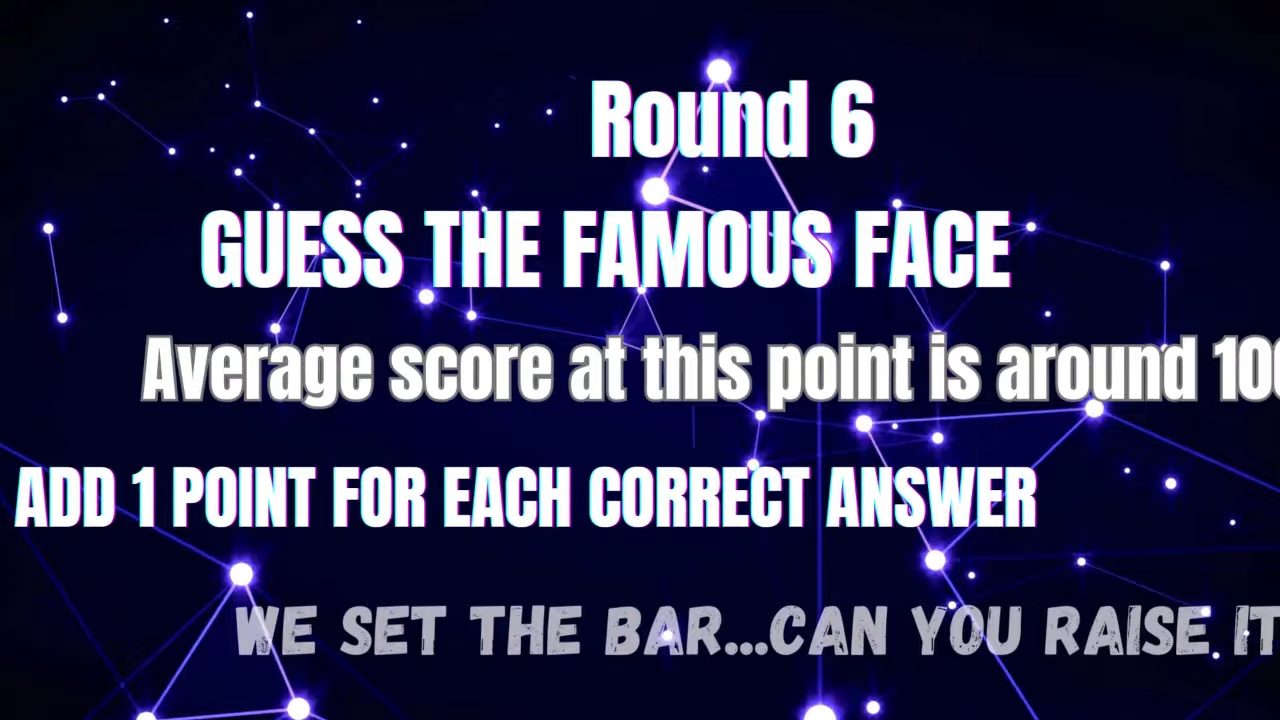 Round 6
GUESS THE FAMOUS FACE
Average score at this point is around
ADD 1 POINT FOR EACH CORRECT ANSWER
WE SET THE BAR...CAN YOU RAISE IT